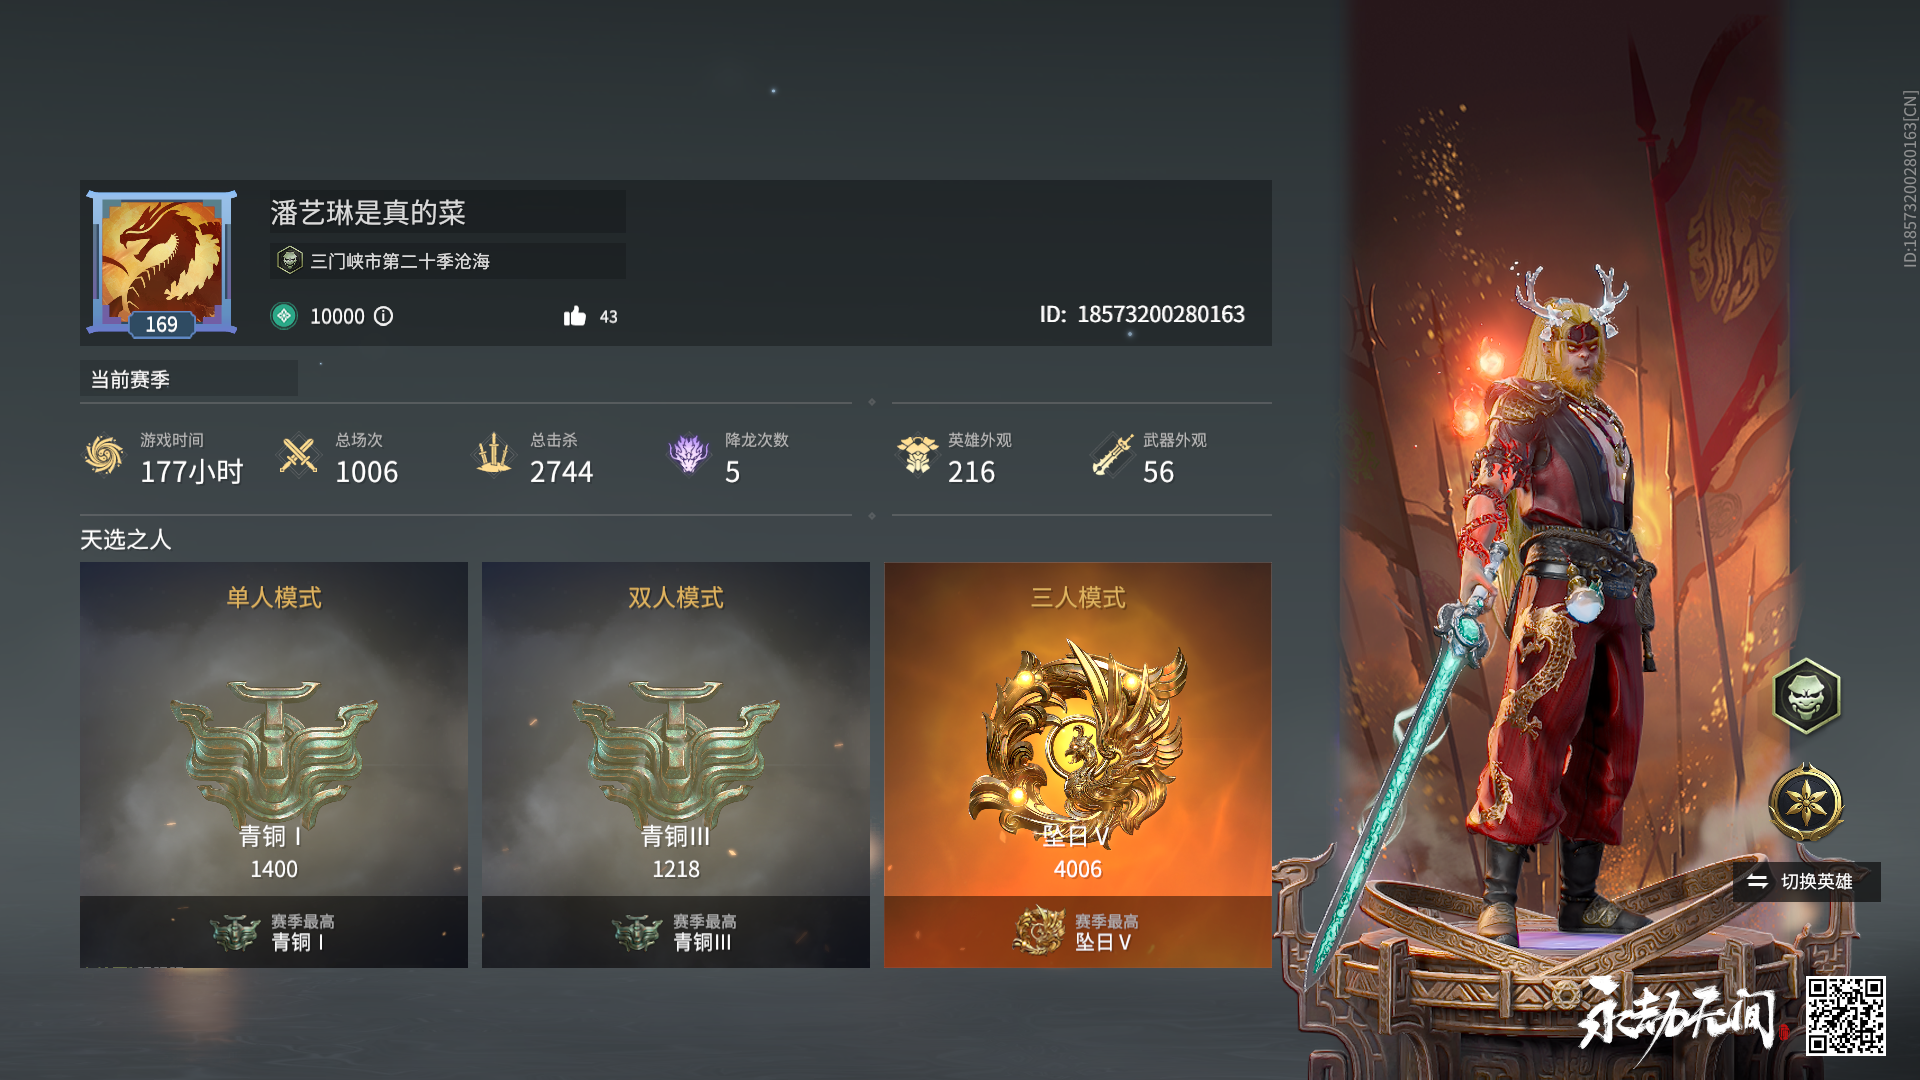 潘艺琳是真的菜
三门峡市第二十季沧海
169
10000
43
ID: 18573200280163
当前赛季
游戏时间
177小时
总场次
1006
总击杀
2744
降龙次数
5
英雄外观
216
武器外观
56
天选之人
单人模式
青铜 I
1400
赛季最高
青铜 I
双人模式
青铜III
1218
赛季最高
青铜III
三人模式
坠日V
4006
赛季最高
坠日V
切换英雄
永劫无间
ID:18573200280163[CN]